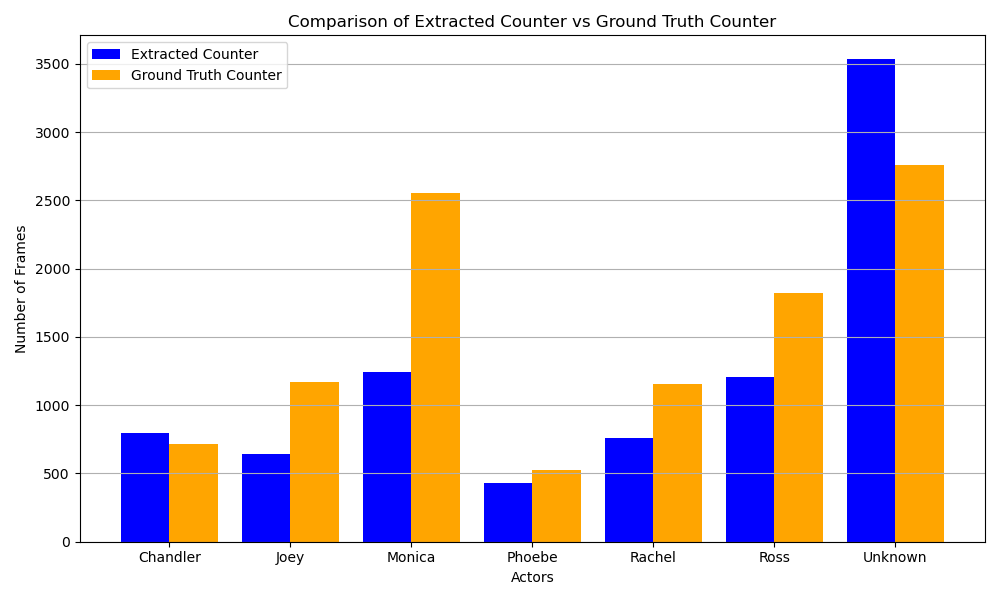 Comparison of Extracted Counter vs Ground Truth Counter
Extracted Counter
Ground Truth Counter
Number of Frames
3500
3000
2500
2000
1500
1000
500
0
Chandler Joey Monica Phoebe Rachel Ross Unknown
Actors